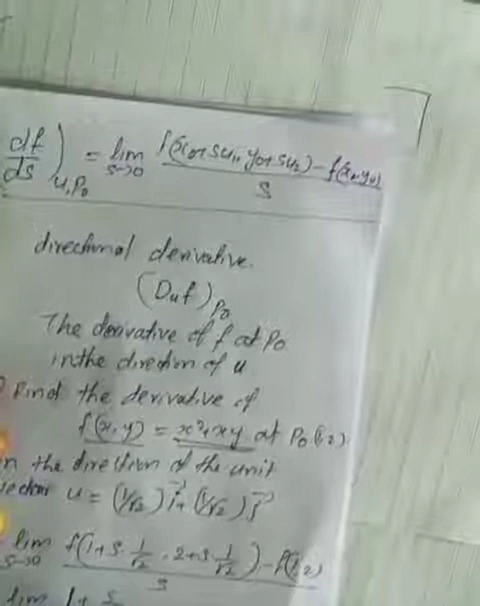 df/ds)u,P₀ = lim s→0 f(x₀+su₁, y₀+su₂)-f(x₀,y₀) / s
directional derivative.
(Duf)P₀
The derivative of f at P₀
in the direction of u
Find the derivative of
f(x,y) = x²+xy at P₀(1,2)
in the direction of the unit
vector u = (1/√2) i + (1/√2) j
lim s→0 f(1+s·1/√2, 2+s·1/√2) - f(1,2) / s
lim